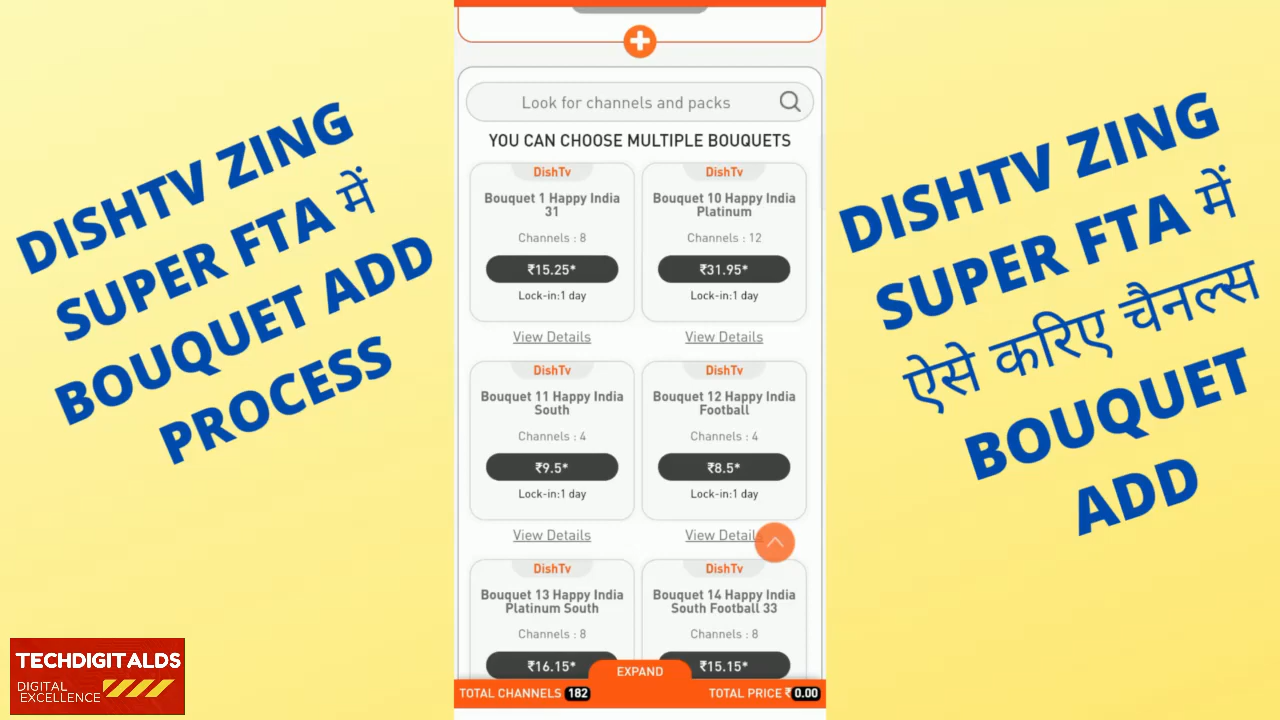 DISHTV ZING
SUPER FTA में
BOUQUET ADD
PROCESS
Look for channels and packs
YOU CAN CHOOSE MULTIPLE BOUQUETS
DishTv
Bouquet 1 Happy India
31
Channels : 8
₹15.25*
Lock-in:1 day
View Details
DishTv
Bouquet 10 Happy India
Platinum
Channels : 12
₹31.95*
Lock-in:1 day
View Details
DishTv
Bouquet 11 Happy India
South
Channels : 4
₹9.5*
Lock-in:1 day
View Details
DishTv
Bouquet 12 Happy India
Football
Channels : 4
₹8.5*
Lock-in:1 day
View Details
DishTv
Bouquet 13 Happy India
Platinum South
Channels : 8
₹16.15*
DishTv
Bouquet 14 Happy India
South Football 33
Channels : 8
₹15.15*
EXPAND
TOTAL CHANNELS 182
TOTAL PRICE ₹ 0.00
DISHTV ZING
SUPER FTA में
ऐसे करिए चैनल्स
BOUQUET
ADD
TECHDIGITALDS
DIGITAL
EXCELLENCE